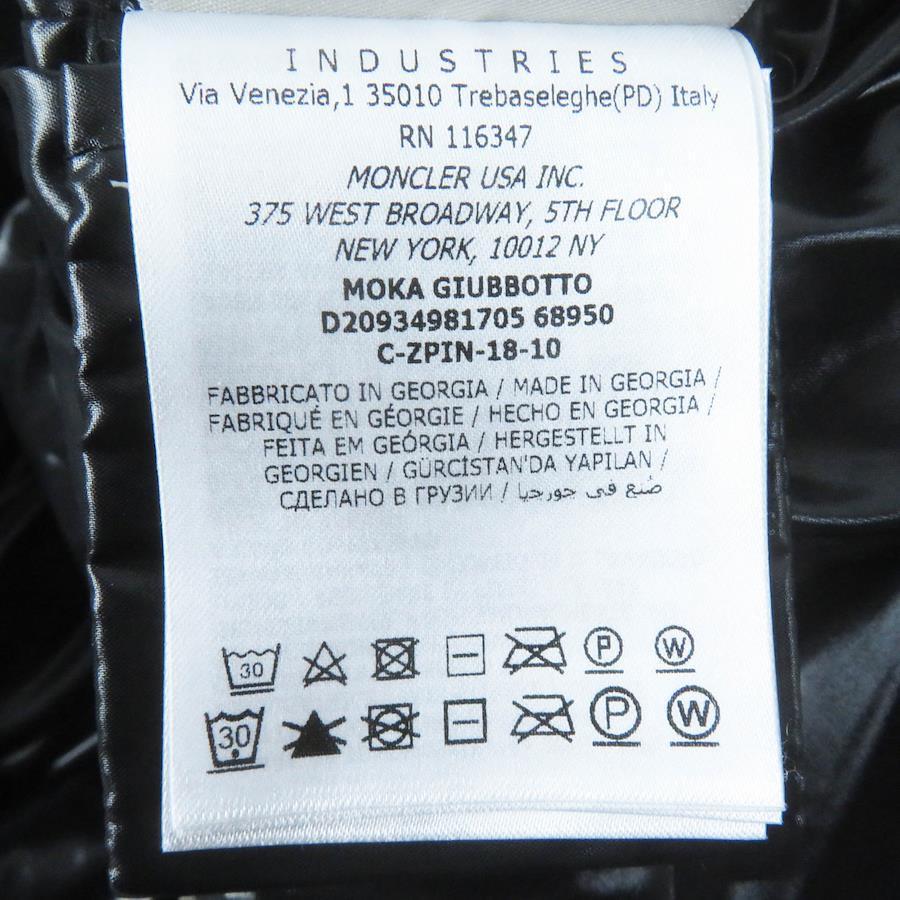 INDUSTRIES
Via Venezia,1 35010 Trebaseleghe(PD) Italy
RN 116347
MONCLER USA INC.
375 WEST BROADWAY, 5TH FLOOR
NEW YORK, 10012 NY
MOKA GIUBBOTTO
D20934981705 68950
C-ZPIN-18-10
FABBRICATO IN GEORGIA / MADE IN GEORGIA /
FABRIQUÉ EN GÉORGIE / HECHO EN GEORGIA /
FEITA EM GEÓRGIA / HERGESTELLT IN
GEORGIEN / GÜRCİSTAN'DA YAPILAN /
СДЕЛАНО В ГРУЗИИ / صنع في جورجيا
30 P W
30 P W